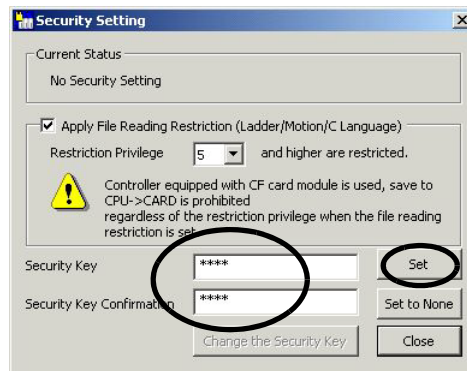 Security Setting
Current Status
No Security Setting
Apply File Reading Restriction (Ladder/Motion/C Language)
Restriction Privilege 5 and higher are restricted.
Controller equipped with CF card module is used, save to
CPU->CARD is prohibited
regardless of the restriction privilege when the file reading
restriction is set.
Security Key **** Set
Security Key Confirmation **** Set to None
Change the Security Key Close